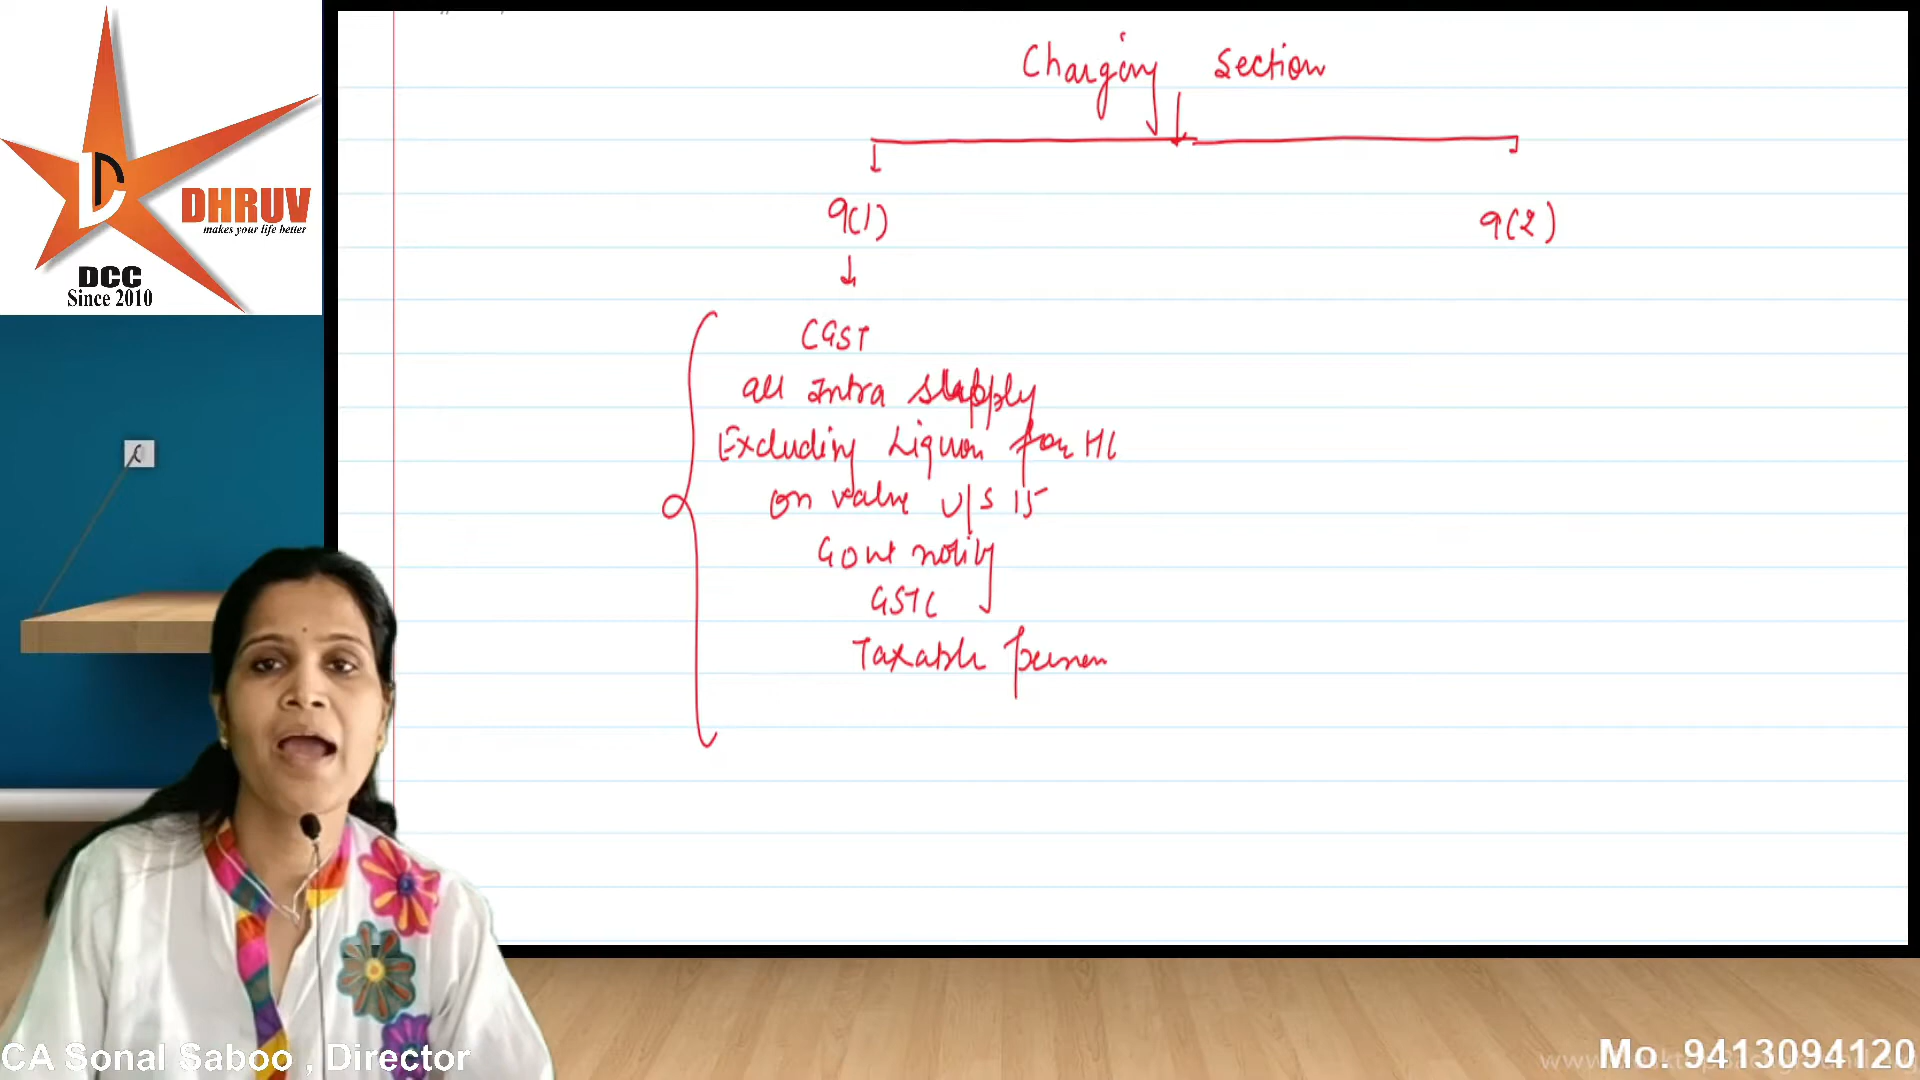 DHRUV
makes your life better
DCC
Since 2010
Charging Section
9(1)
9(2)
CGST
all Intra Supply
Excluding Liquor for HC
on value u/s 15
Govt notify
GSTC
Taxable person
CA Sonal Saboo , Director
Mo. 9413094120